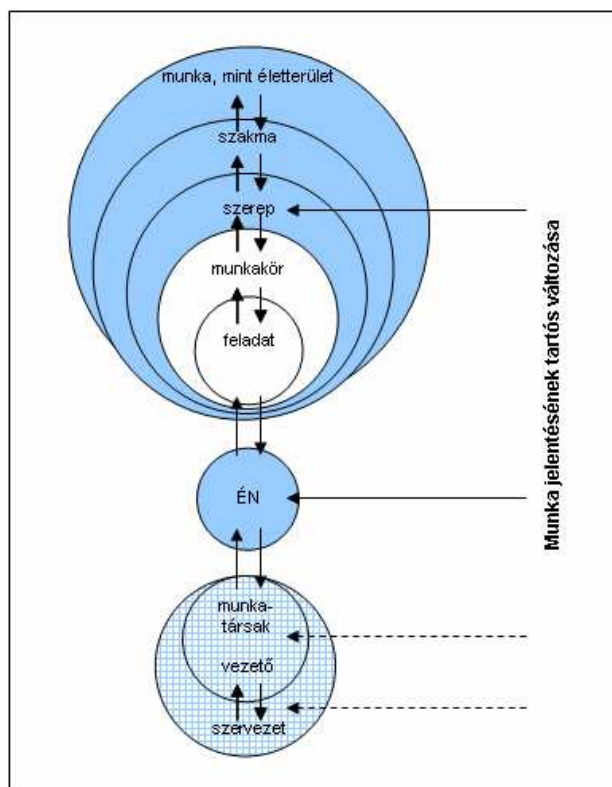 munka, mint életterület
szakma
szerep
munkakör
feladat
ÉN
munka-
társak
vezető
szervezet
Munka jelentésének tartós változása